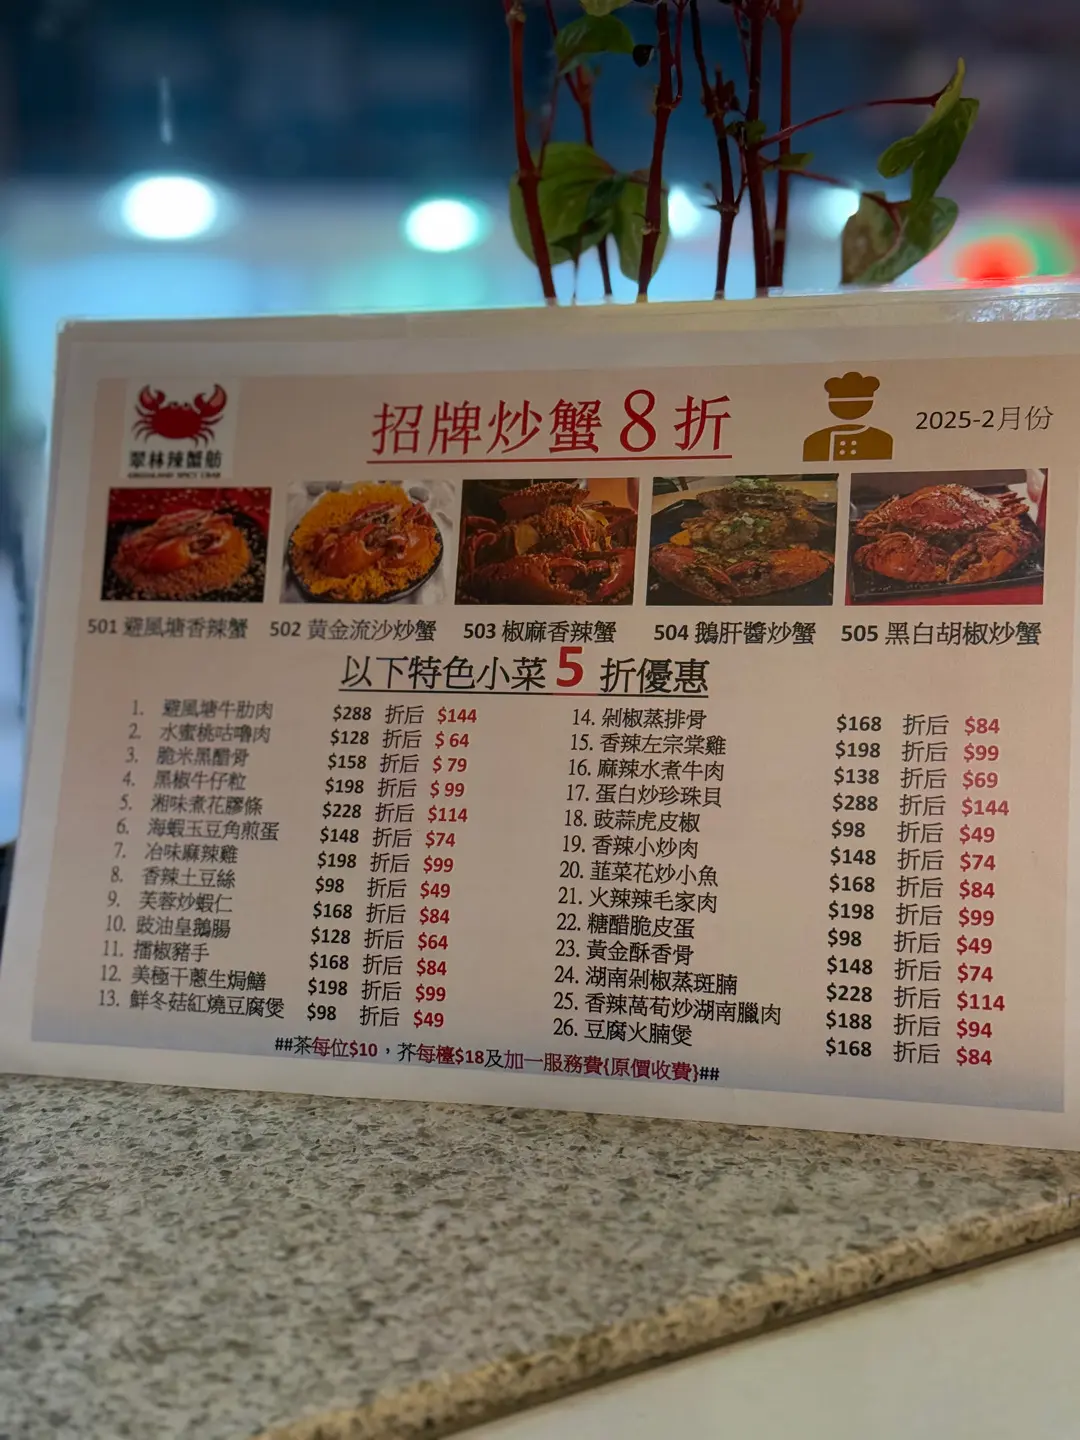 招牌炒蟹8折
2025-2月份
翠林辣蟹舫
501 避風塘香辣蟹
502 黄金流沙炒蟹
503 椒麻香辣蟹
504 鵝肝醬炒蟹
505 黑白胡椒炒蟹
以下特色小菜 5 折優惠
1. 避風塘牛肋肉 $288 折后 $144
2. 水蜜桃咕嚕肉 $128 折后 $ 64
3. 脆米黑醋骨 $158 折后 $ 79
4. 黑椒牛仔粒 $198 折后 $ 99
5. 湘味煮花膠條 $228 折后 $114
6. 海蝦玉豆角煎蛋 $148 折后 $74
7. 冶味麻辣雞 $198 折后 $99
8. 香辣土豆絲 $98 折后 $49
9. 芙蓉炒蝦仁 $168 折后 $84
10. 豉油皇鵝腸 $128 折后 $64
11. 擂椒豬手 $168 折后 $84
12. 美極干蔥生焗鱔 $198 折后 $99
13. 鮮冬菇紅燒豆腐煲 $98 折后 $49
14. 剁椒蒸排骨 $168 折后 $84
15. 香辣左宗棠雞 $198 折后 $99
16. 麻辣水煮牛肉 $138 折后 $69
17. 蛋白炒珍珠貝 $288 折后 $144
18. 豉蒜虎皮椒 $98 折后 $49
19. 香辣小炒肉 $148 折后 $74
20. 韮菜花炒小魚 $168 折后 $84
21. 火辣辣毛家肉 $198 折后 $99
22. 糖醋脆皮蛋 $98 折后 $49
23. 黃金酥香骨 $148 折后 $74
24. 湖南剁椒蒸斑腩 $228 折后 $114
25. 香辣萵荀炒湖南臘肉 $188 折后 $94
26. 豆腐火腩煲 $168 折后 $84
##茶每位$10，芥每檯$18及加一服務費{原價收費}##